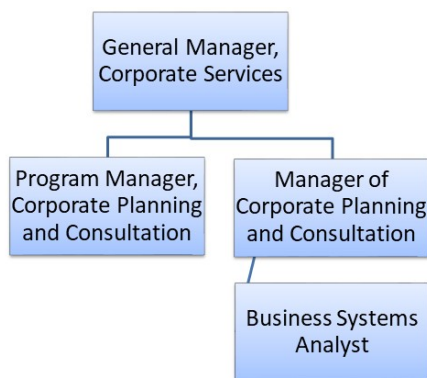 General Manager,
Corporate Services
Program Manager,
Corporate Planning
and Consultation
Manager of
Corporate Planning
and Consultation
Business Systems
Analyst